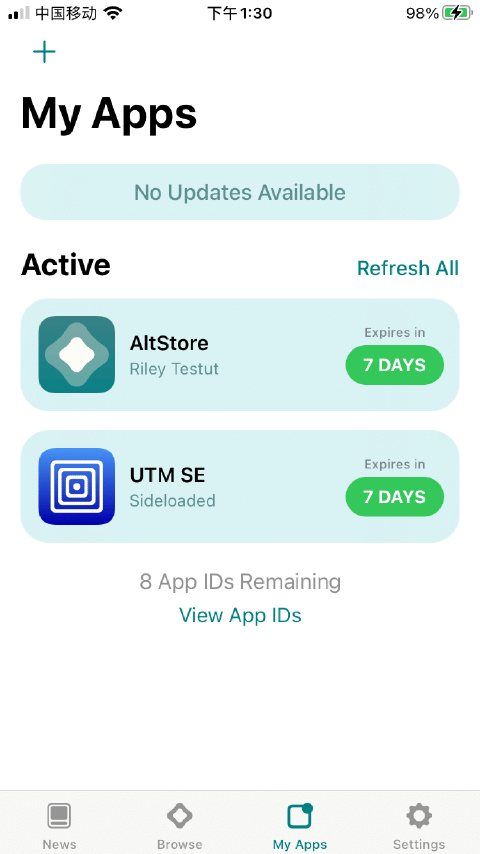 中国移动 下午1:30 98%
My Apps
No Updates Available
Active Refresh All
AltStore
Riley Testut
Expires in
7 DAYS
UTM SE
Sideloaded
Expires in
7 DAYS
8 App IDs Remaining
View App IDs
News Browse My Apps Settings